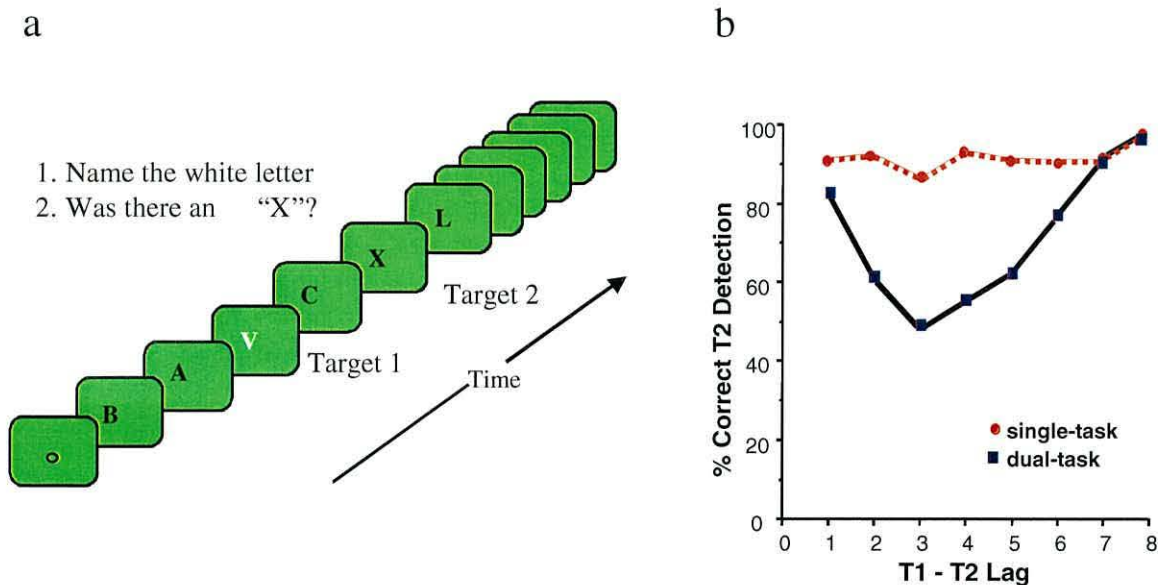 a
1. Name the white letter
2. Was there an "X"?
B
A
V
C
X
L
Target 1
Target 2
Time
b
% Correct T2 Detection
100
80
60
40
20
0
0 1 2 3 4 5 6 7 8
T1 - T2 Lag
single-task
dual-task